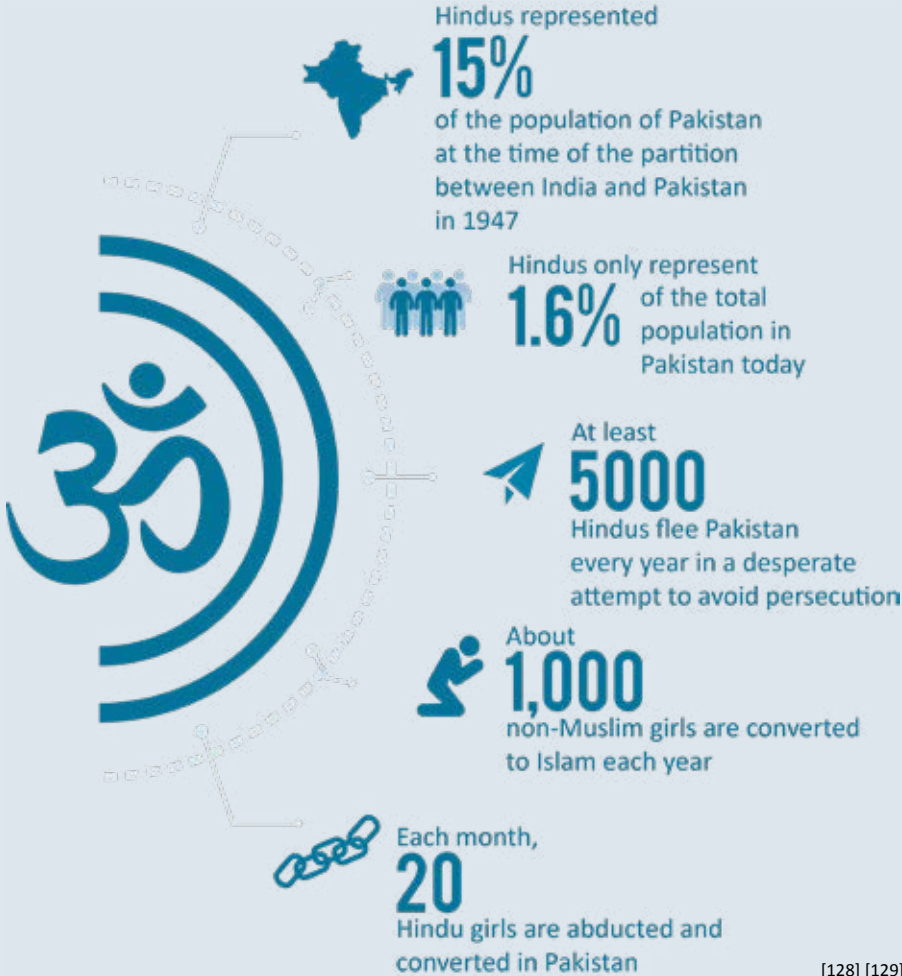 Hindus represented
15%
of the population of Pakistan
at the time of the partition
between India and Pakistan
in 1947
Hindus only represent
1.6% of the total
population in
Pakistan today
At least
5000
Hindus flee Pakistan
every year in a desperate
attempt to avoid persecution
About
1,000
non-Muslim girls are converted
to Islam each year
Each month,
20
Hindu girls are abducted and
converted in Pakistan
[128] [129]
ॐ